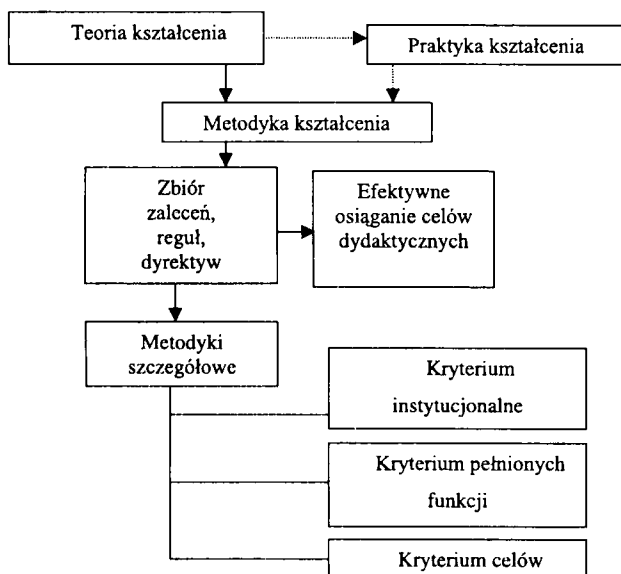 Teoria kształcenia
Praktyka kształcenia
Metodyka kształcenia
Zbiór
zaleceń,
reguł,
dyrektyw
Efektywne
osiąganie celów
dydaktycznych
Metodyki
szczegółowe
Kryterium
instytucjonalne
Kryterium pełnionych
funkcji
Kryterium celów